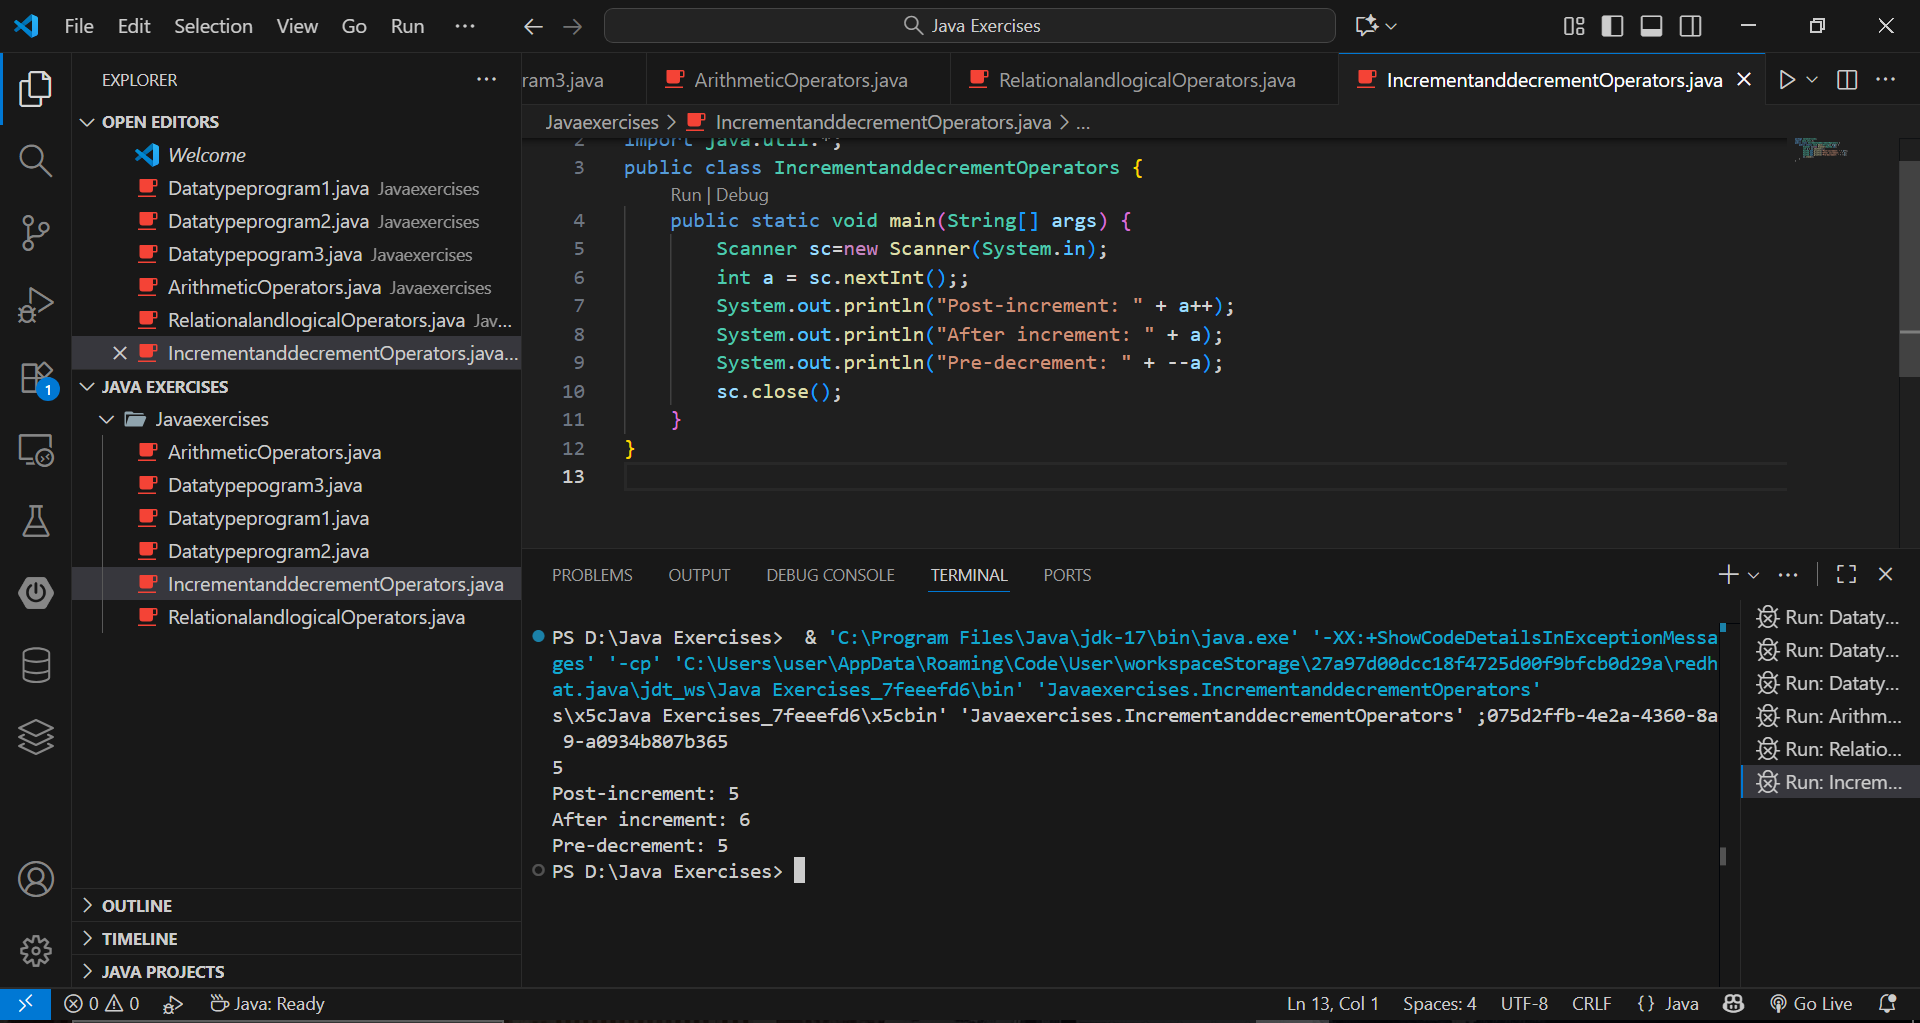 File Edit Selection View Go Run ... Java Exercises
EXPLORER ...
OPEN EDITORS
Welcome
Datatypeprogram1.java Javaexercises
Datatypeprogram2.java Javaexercises
Datatypepogram3.java Javaexercises
ArithmeticOperators.java Javaexercises
RelationalandlogicalOperators.java Jav...
IncrementanddecrementOperators.java...
JAVA EXERCISES
Javaexercises
ArithmeticOperators.java
Datatypepogram3.java
Datatypeprogram1.java
Datatypeprogram2.java
IncrementanddecrementOperators.java
RelationalandlogicalOperators.java
OUTLINE
TIMELINE
JAVA PROJECTS
1
ram3.java ArithmeticOperators.java RelationalandlogicalOperators.java IncrementanddecrementOperators.java
Javaexercises > IncrementanddecrementOperators.java > ...
2 import java.util.*;
3 public class IncrementanddecrementOperators {
Run | Debug
4 public static void main(String[] args) {
5 Scanner sc=new Scanner(System.in);
6 int a = sc.nextInt();;
7 System.out.println("Post-increment: " + a++);
8 System.out.println("After increment: " + a);
9 System.out.println("Pre-decrement: " + --a);
10 sc.close();
11 }
12 }
13
PROBLEMS OUTPUT DEBUG CONSOLE TERMINAL PORTS
PS D:\Java Exercises>  & 'C:\Program Files\Java\jdk-17\bin\java.exe' '-XX:+ShowCodeDetailsInExceptionMessa
ges' '-cp' 'C:\Users\user\AppData\Roaming\Code\User\workspaceStorage\27a97d00dcc18f4725d00f9bfcb0d29a\redh
at.java\jdt_ws\Java Exercises_7feeefd6\bin' 'Javaexercises.IncrementanddecrementOperators'
s\x5cJava Exercises_7feeefd6\x5cbin' 'Javaexercises.IncrementanddecrementOperators' ;075d2ffb-4e2a-4360-8a
9-a0934b807b365
5
Post-increment: 5
After increment: 6
Pre-decrement: 5
PS D:\Java Exercises>
Run: Dataty...
Run: Dataty...
Run: Dataty...
Run: Arithm...
Run: Relatio...
Run: Increm...
0 0 Java: Ready Ln 13, Col 1 Spaces: 4 UTF-8 CRLF {} Java Go Live